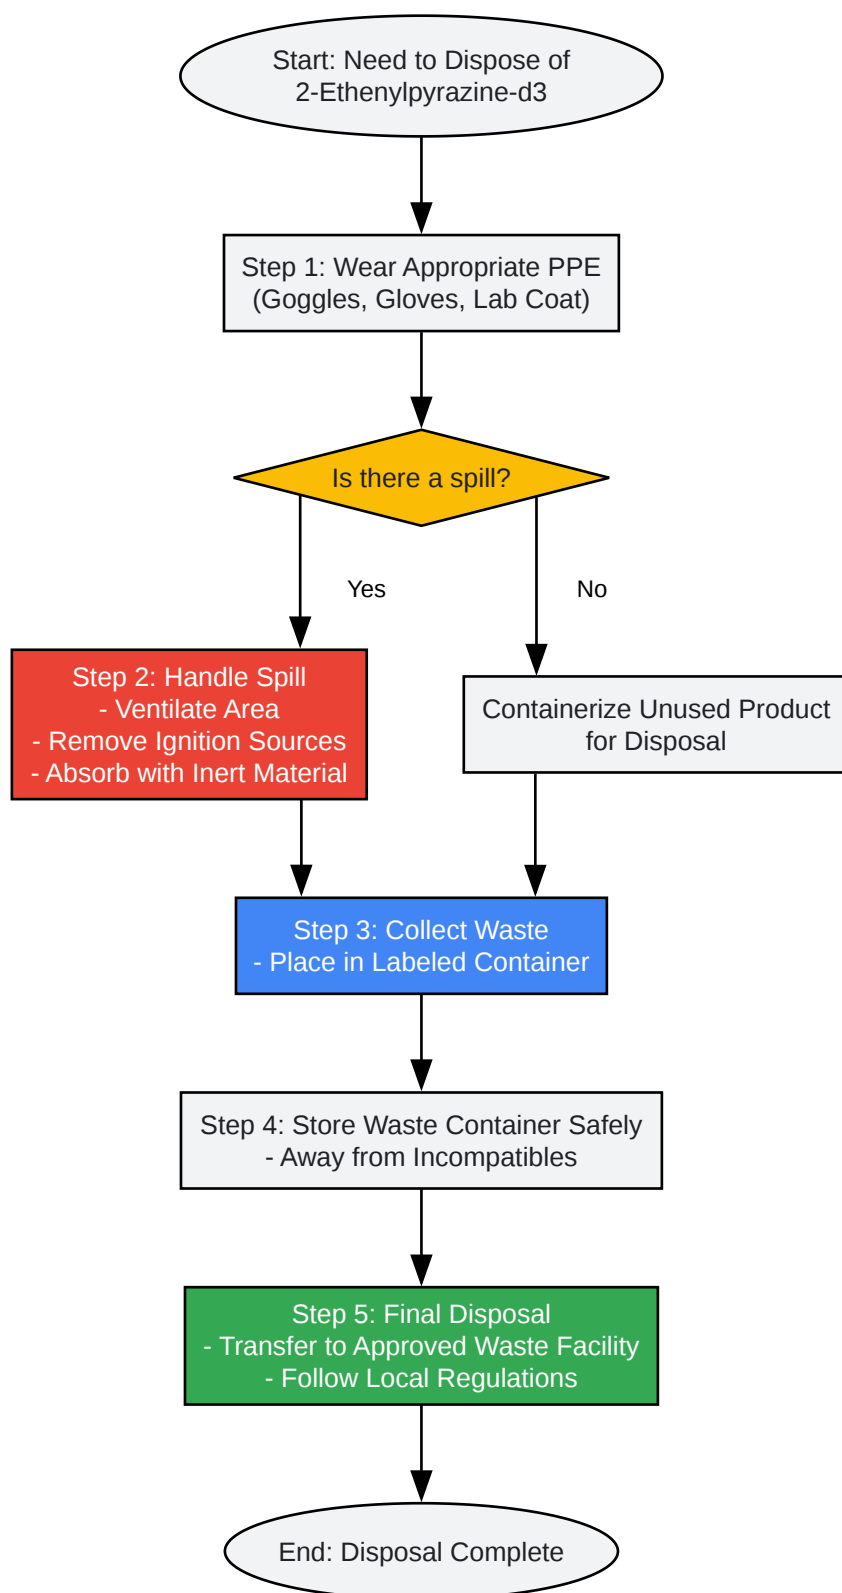 Start: Need to Dispose of
2-Ethenylpyrazine-d3
Step 1: Wear Appropriate PPE
(Goggles, Gloves, Lab Coat)
Is there a spill?
Yes
No
Step 2: Handle Spill
- Ventilate Area
- Remove Ignition Sources
- Absorb with Inert Material
Containerize Unused Product
for Disposal
Step 3: Collect Waste
- Place in Labeled Container
Step 4: Store Waste Container Safely
- Away from Incompatibles
Step 5: Final Disposal
- Transfer to Approved Waste Facility
- Follow Local Regulations
End: Disposal Complete